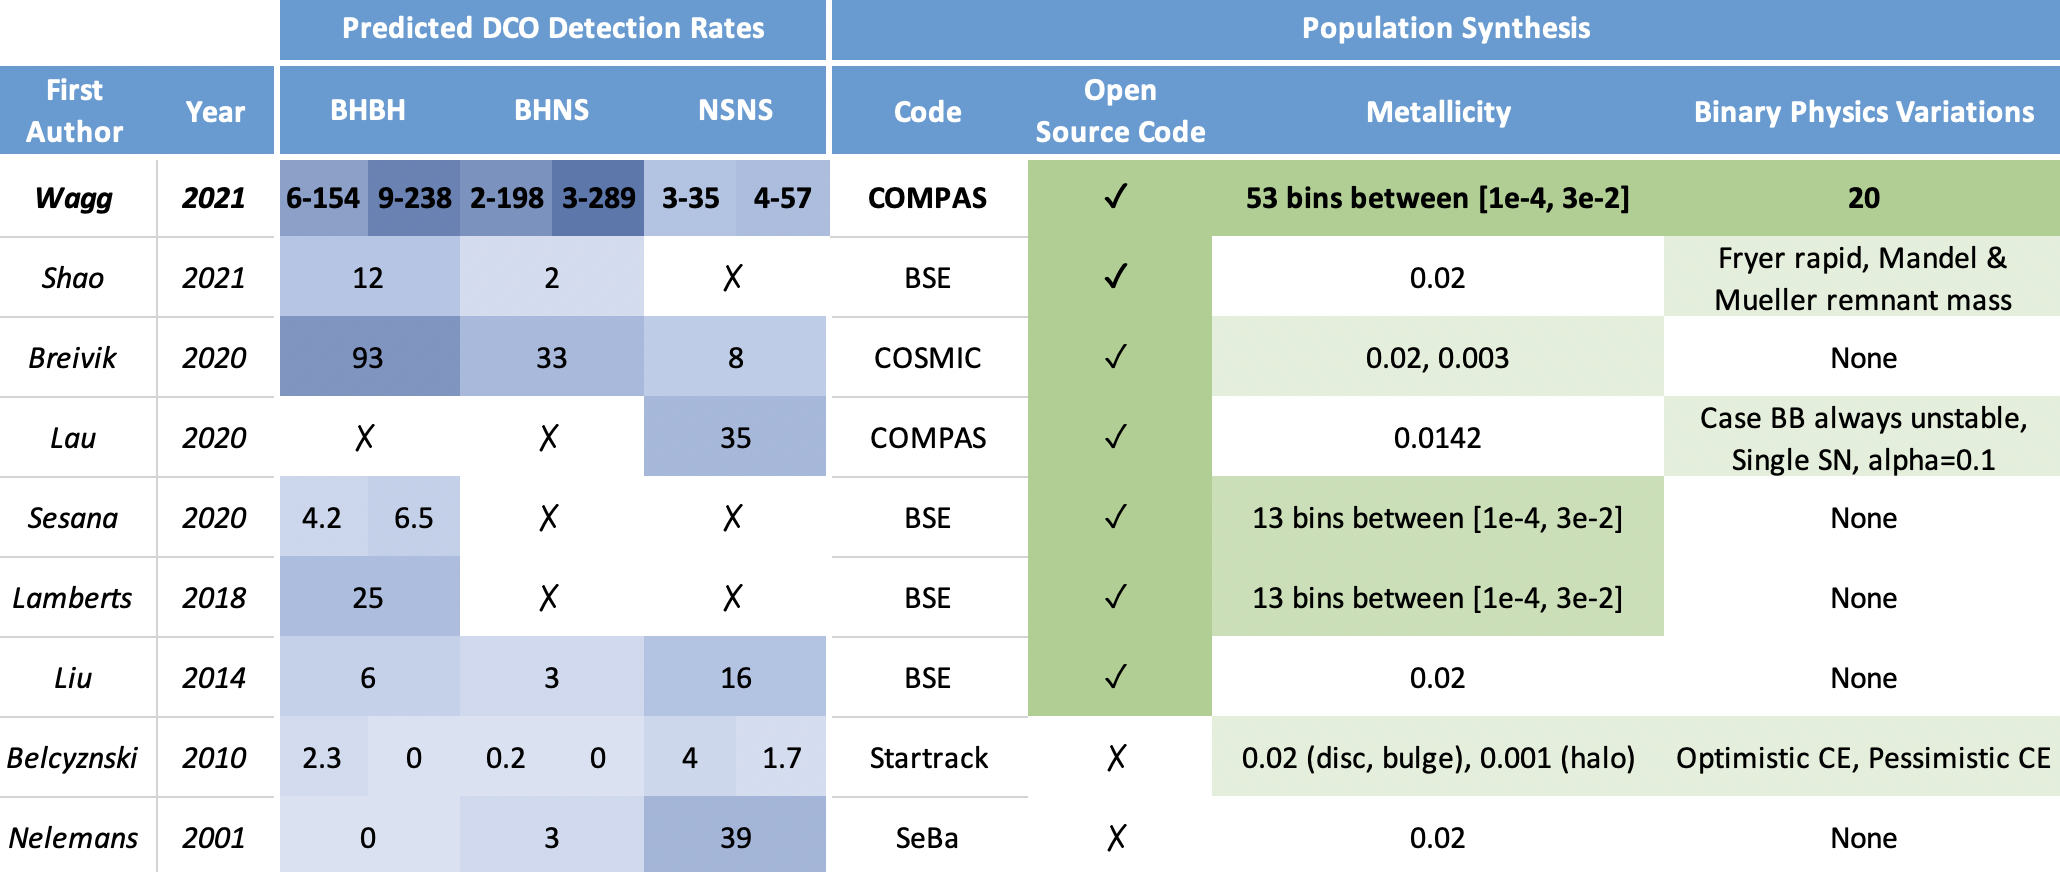 Predicted DCO Detection Rates Population Synthesis
First Author Year BHBH BHNS NSNS Code Open Source Code Metallicity Binary Physics Variations
Wagg 2021 6-154 9-238 2-198 3-289 3-35 4-57 COMPAS ✓ 53 bins between [1e-4, 3e-2] 20
Shao 2021 12 2 ✗ BSE ✓ 0.02 Fryer rapid, Mandel & Mueller remnant mass
Breivik 2020 93 33 8 COSMIC ✓ 0.02, 0.003 None
Lau 2020 ✗ ✗ 35 COMPAS ✓ 0.0142 Case BB always unstable, Single SN, alpha=0.1
Sesana 2020 4.2 6.5 ✗ ✗ BSE ✓ 13 bins between [1e-4, 3e-2] None
Lamberts 2018 25 ✗ ✗ BSE ✓ 13 bins between [1e-4, 3e-2] None
Liu 2014 6 3 16 BSE ✓ 0.02 None
Belcyznski 2010 2.3 0 0.2 0 4 1.7 Startrack ✗ 0.02 (disc, bulge), 0.001 (halo) Optimistic CE, Pessimistic CE
Nelemans 2001 0 3 39 SeBa ✗ 0.02 None